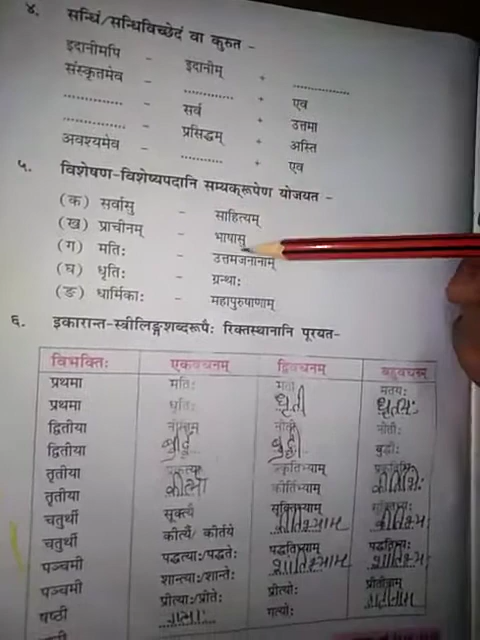 ४. सन्धिं/सन्धिविच्छेदं वा कुरुत -
इदानीमपि - इदानीम् + ..................
संस्कृतमेव - .................. + एव
.................. - सर्व + उत्तमा
.................. - प्रसिद्धम् + अस्ति
अवश्यमेव - .................. + एव
५. विशेषण-विशेष्यपदानि सम्यक्‌रूपेण योजयत -
(क) सर्वासु - साहित्यम्
(ख) प्राचीनम् - भाषासु
(ग) मतिः - उत्तमजनानाम्
(घ) धृतिः - ग्रन्थाः
(ङ) धार्मिकाः - महापुरुषाणाम्
६. इकारान्त-स्त्रीलिङ्गशब्दरूपैः रिक्तस्थानानि पूरयत-
विभक्तिः एकवचनम् द्विवचनम् बहुवचनम्
प्रथमा मतिः मती मतयः
प्रथमा धृतिः धृती धृतयः
द्वितीया नीतिम् नीती नीतीः
द्वितीया बुद्धी बुद्धीः
तृतीया प्रकृत्या प्रकृतिभ्याम् प्रकृतिभिः
तृतीया कीर्त्या कीर्तिभ्याम्
चतुर्थी सूक्त्यै सूक्तिभ्याम्
चतुर्थी कीर्त्यै/ कीर्तये
पञ्चमी पद्धत्याः/पद्धतेः पद्धतिभ्याम् पद्धतिभ्यः
पञ्चमी शान्त्याः/शान्तेः
षष्ठी प्रीत्याः/प्रीतेः प्रीत्योः प्रीतीनाम्
मत्योः